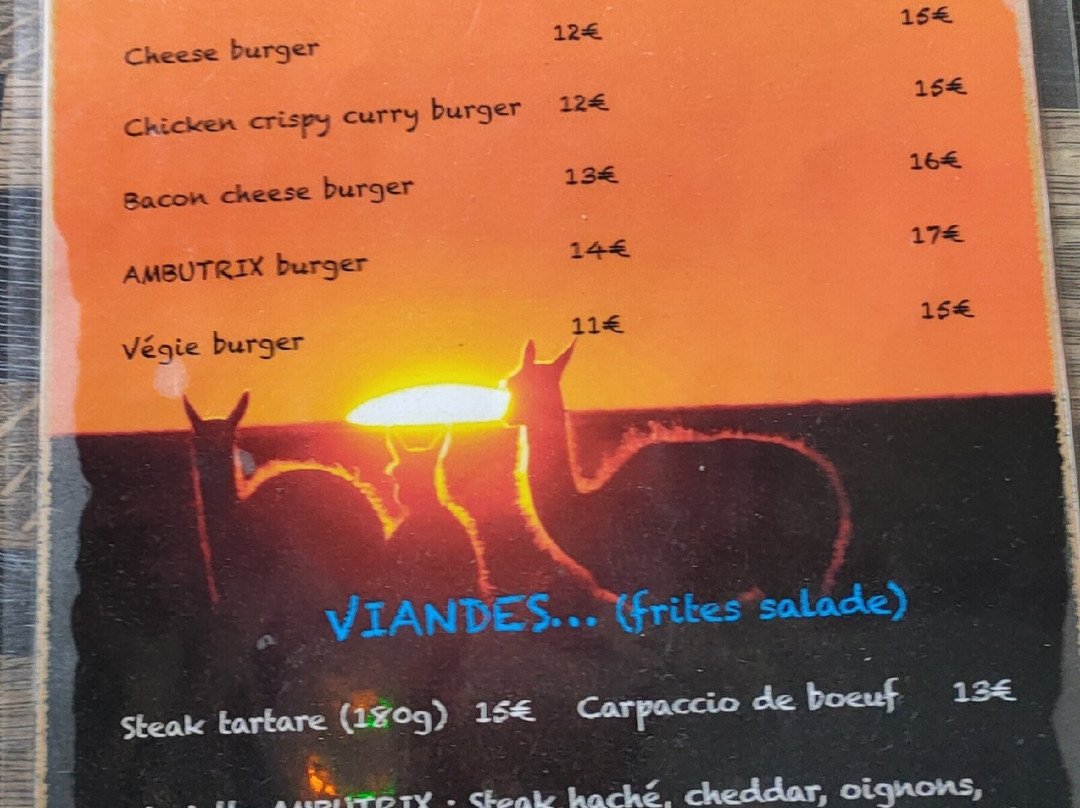 Cheese burger 12€ 15€
Chicken crispy curry burger 12€ 15€
Bacon cheese burger 13€ 16€
AMBUTRIX burger 14€ 17€
Végie burger 11€ 15€
VIANDES... (frites salade)
Steak tartare (180g) 15€ Carpaccio de boeuf 13€
AMBUTRIX : Steak haché, cheddar, oignons,